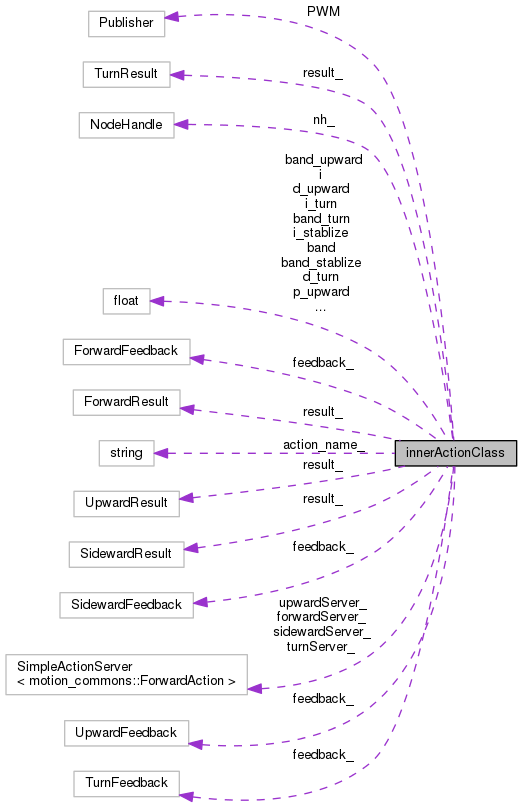 PWM
Publisher
TurnResult
result_
NodeHandle
nh_
band_upward
i
d_upward
i_turn
band_turn
i_stablize
band
band_stablize
d_turn
p_upward
...
float
ForwardFeedback
feedback_
ForwardResult
result_
string
action_name_
innerActionClass
result_
UpwardResult
result_
SidewardResult
feedback_
SidewardFeedback
upwardServer_
forwardServer_
sidewardServer_
turnServer_
SimpleActionServer
< motion_commons::ForwardAction >
feedback_
UpwardFeedback
feedback_
TurnFeedback